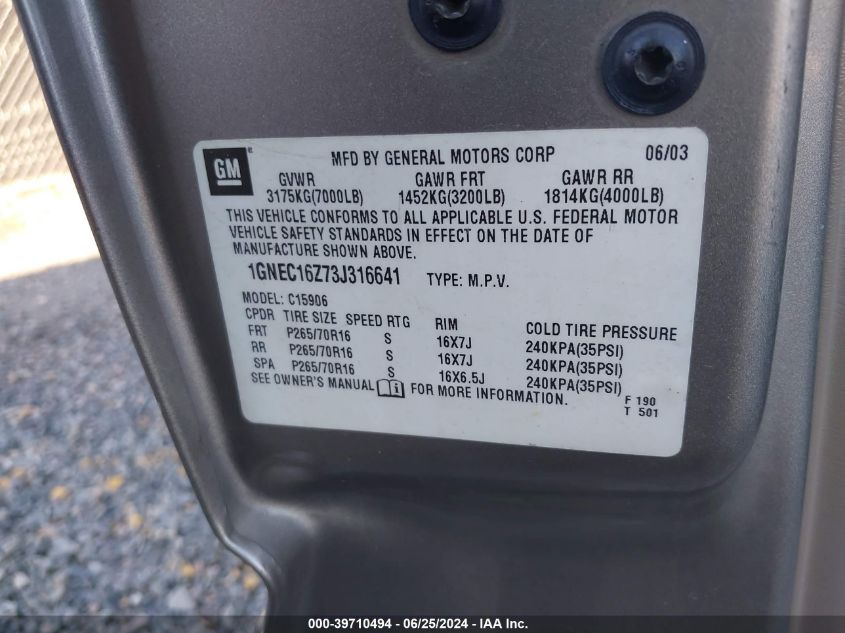 GM
MFD BY GENERAL MOTORS CORP 06/03
GVWR GAWR FRT GAWR RR
3175KG(7000LB) 1452KG(3200LB) 1814KG(4000LB)
THIS VEHICLE CONFORMS TO ALL APPLICABLE U.S. FEDERAL MOTOR
VEHICLE SAFETY STANDARDS IN EFFECT ON THE DATE OF
MANUFACTURE SHOWN ABOVE.
1GNEC16Z73J316641 TYPE: M.P.V.
MODEL: C15906
CPDR TIRE SIZE SPEED RTG RIM COLD TIRE PRESSURE
FRT P265/70R16 S 16X7J 240KPA(35PSI)
RR P265/70R16 S 16X7J 240KPA(35PSI)
SPA P265/70R16 S 16X6.5J 240KPA(35PSI)
SEE OWNER'S MANUAL FOR MORE INFORMATION.
F 190
T 501
000-39710494 - 06/25/2024 - IAA Inc.